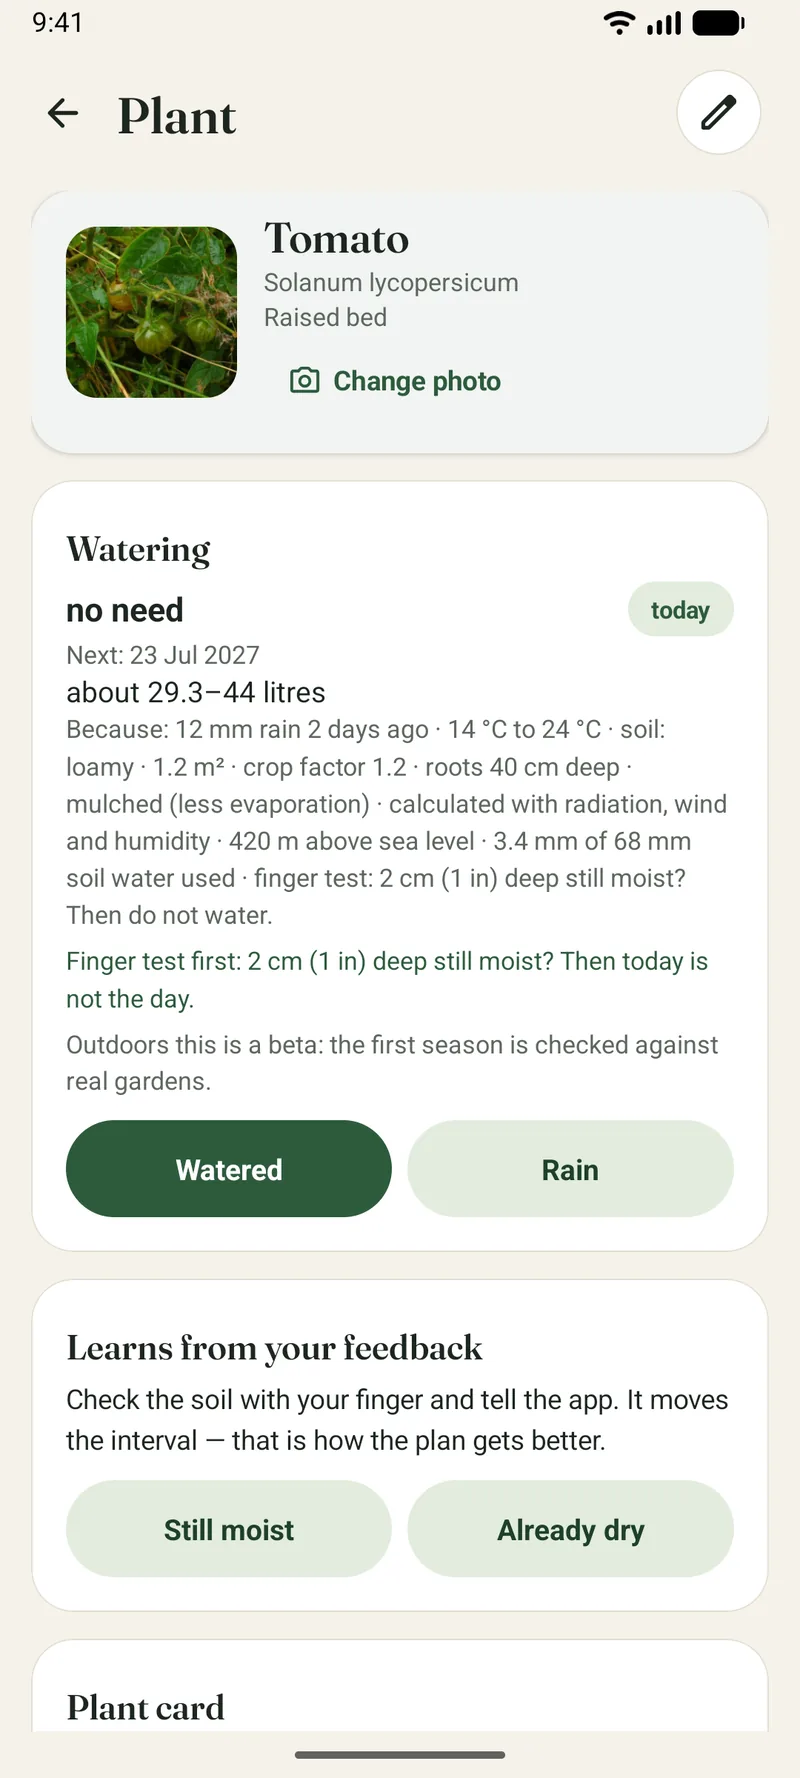 9:41
Plant
Tomato
Solanum lycopersicum
Raised bed
Change photo
Watering
no need
today
Next: 23 Jul 2027
about 29.3–44 litres
Because: 12 mm rain 2 days ago · 14 °C to 24 °C · soil:
loamy · 1.2 m² · crop factor 1.2 · roots 40 cm deep ·
mulched (less evaporation) · calculated with radiation, wind
and humidity · 420 m above sea level · 3.4 mm of 68 mm
soil water used · finger test: 2 cm (1 in) deep still moist?
Then do not water.
Finger test first: 2 cm (1 in) deep still moist? Then today is
not the day.
Outdoors this is a beta: the first season is checked against
real gardens.
Watered
Rain
Learns from your feedback
Check the soil with your finger and tell the app. It moves
the interval — that is how the plan gets better.
Still moist
Already dry
Plant card